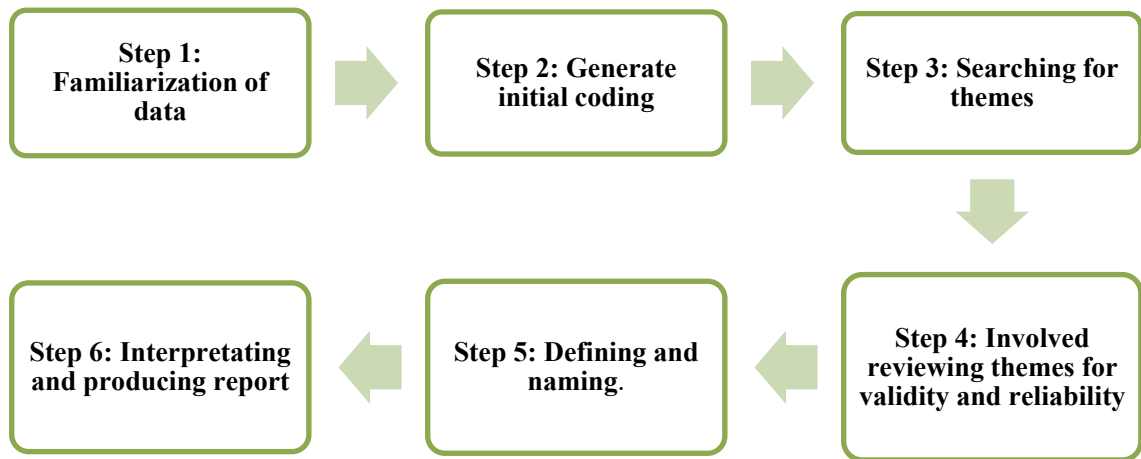 Step 1:
Familiarization of
data
Step 2: Generate
initial coding
Step 3: Searching for
themes
Step 4: Involved
reviewing themes for
validity and reliability
Step 5: Defining and
naming.
Step 6: Interpretating
and producing report